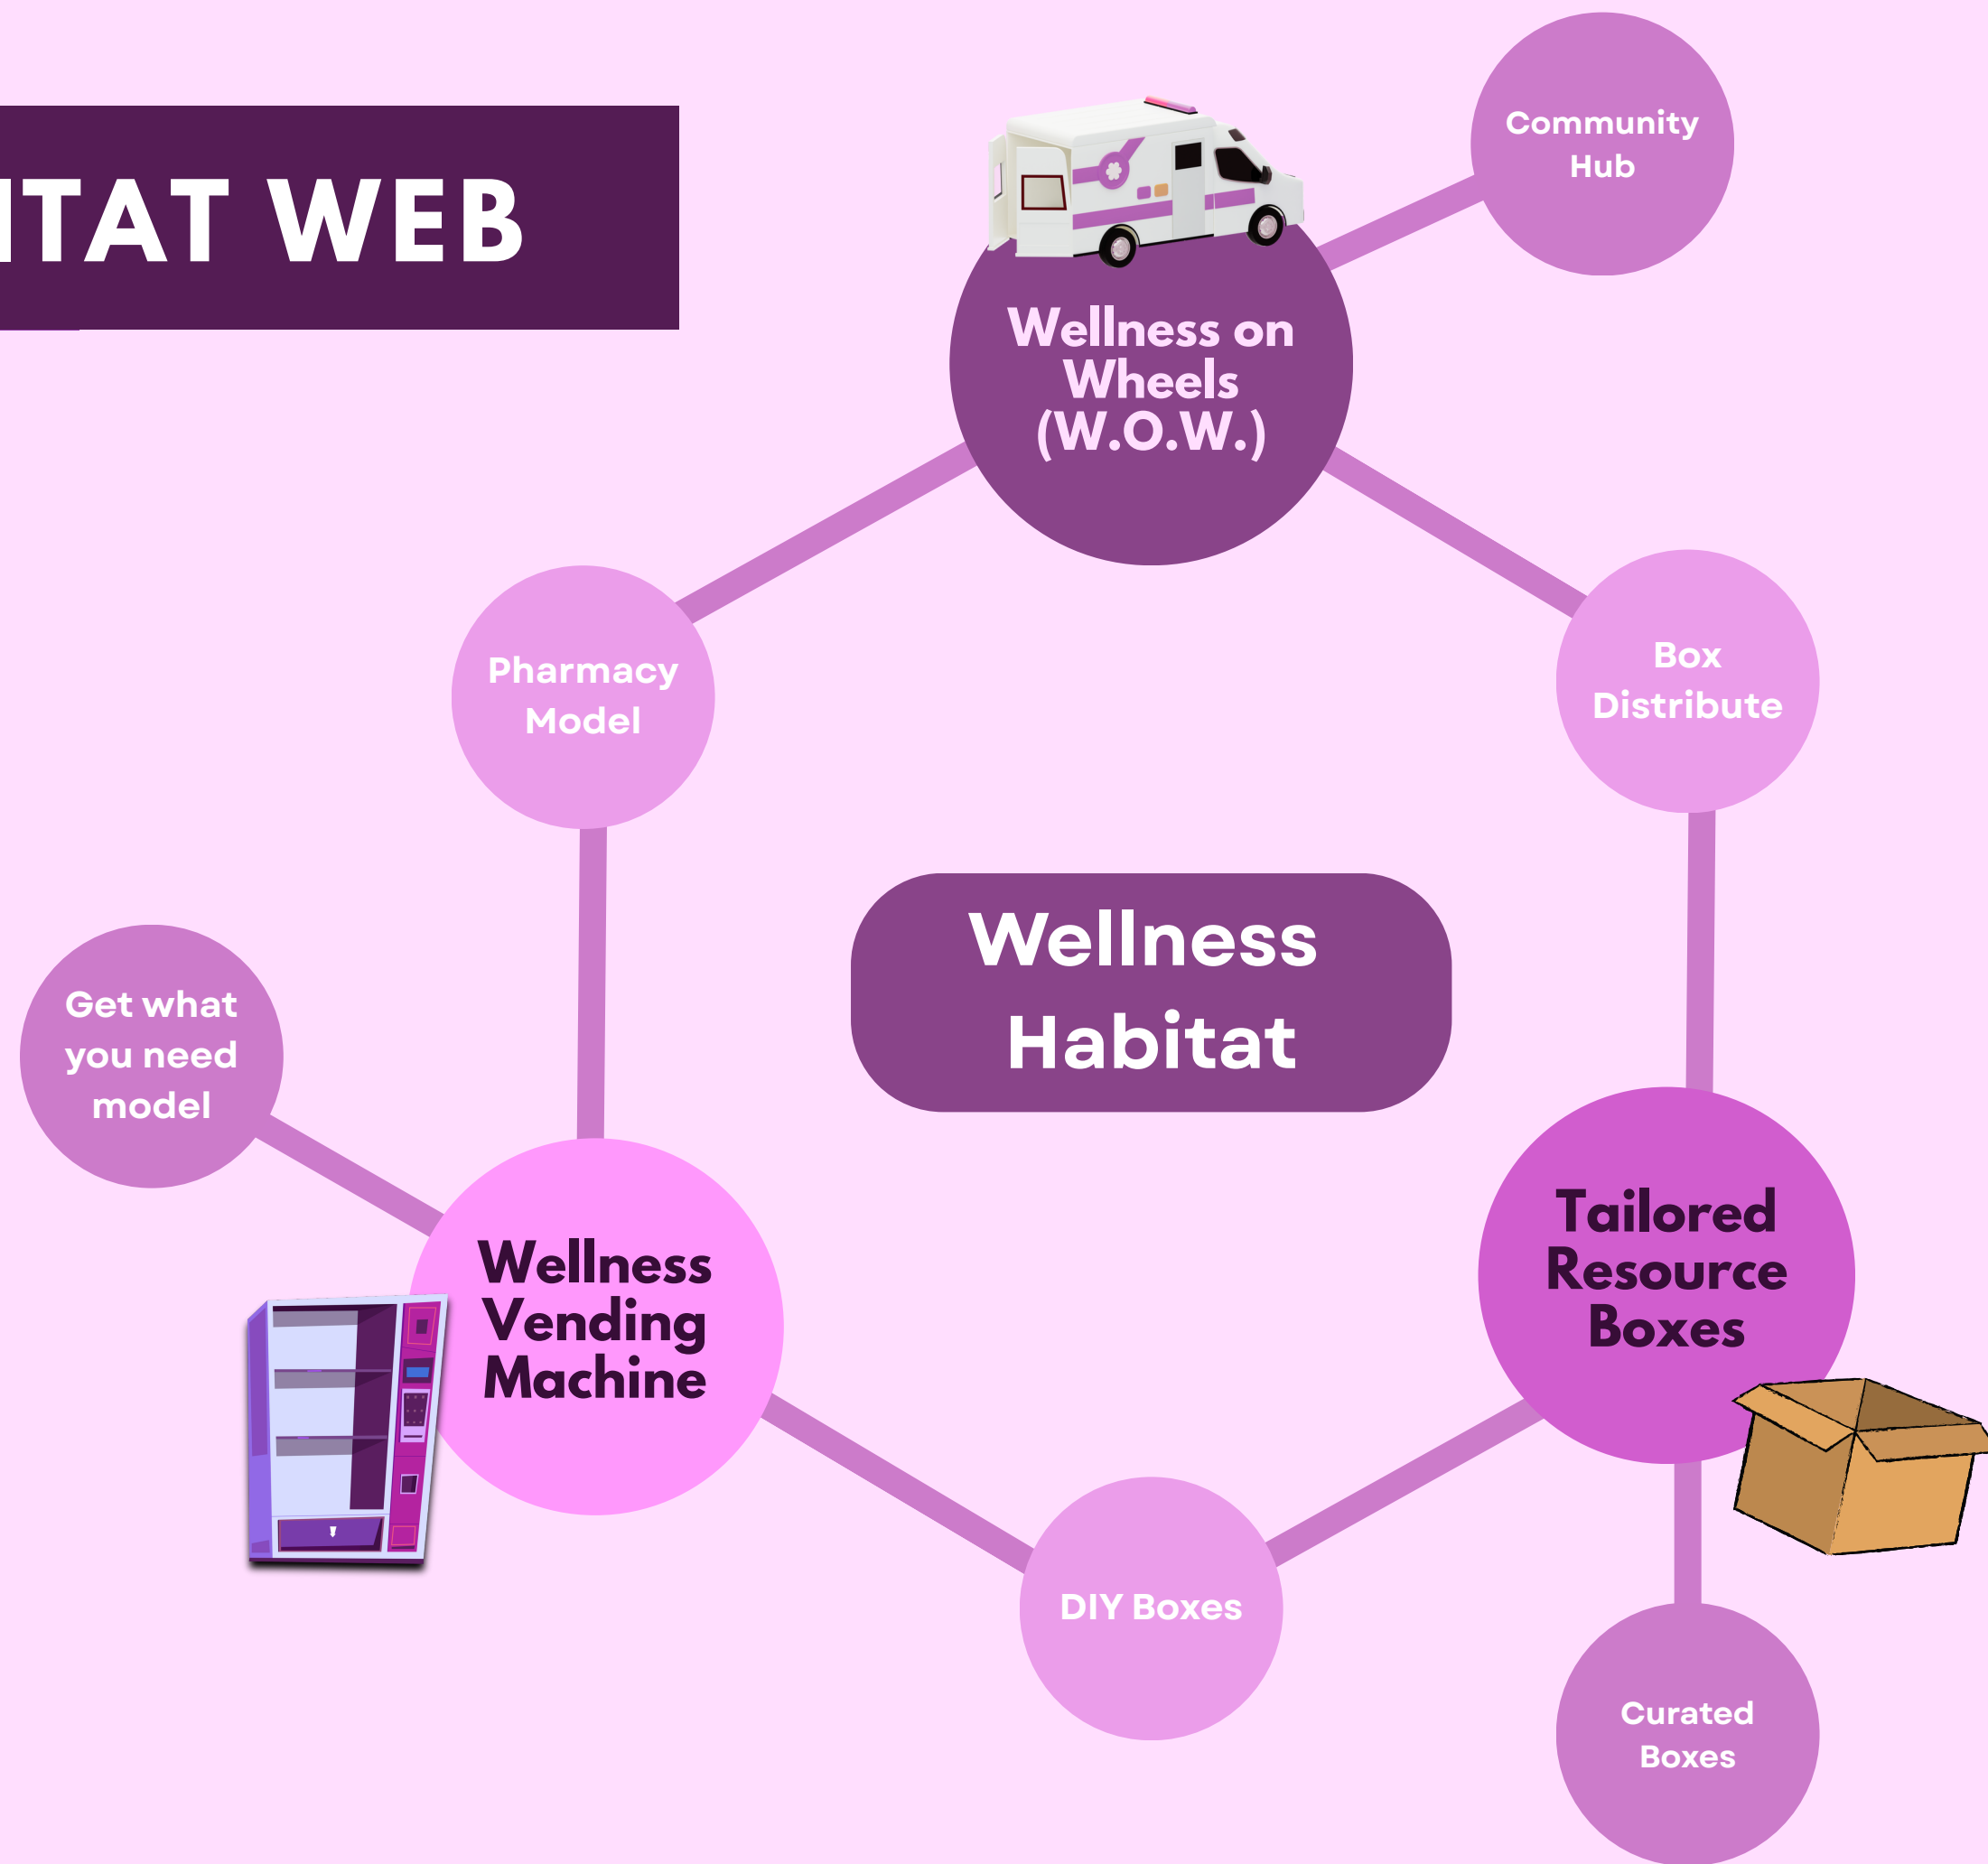 ITAT WEB
Community
Hub
Wellness on
Wheels
(W.O.W.)
Pharmacy
Model
Box
Distribute
Wellness
Habitat
Get what
you need
model
Wellness
Vending
Machine
Tailored
Resource
Boxes
DIY Boxes
Curated
Boxes